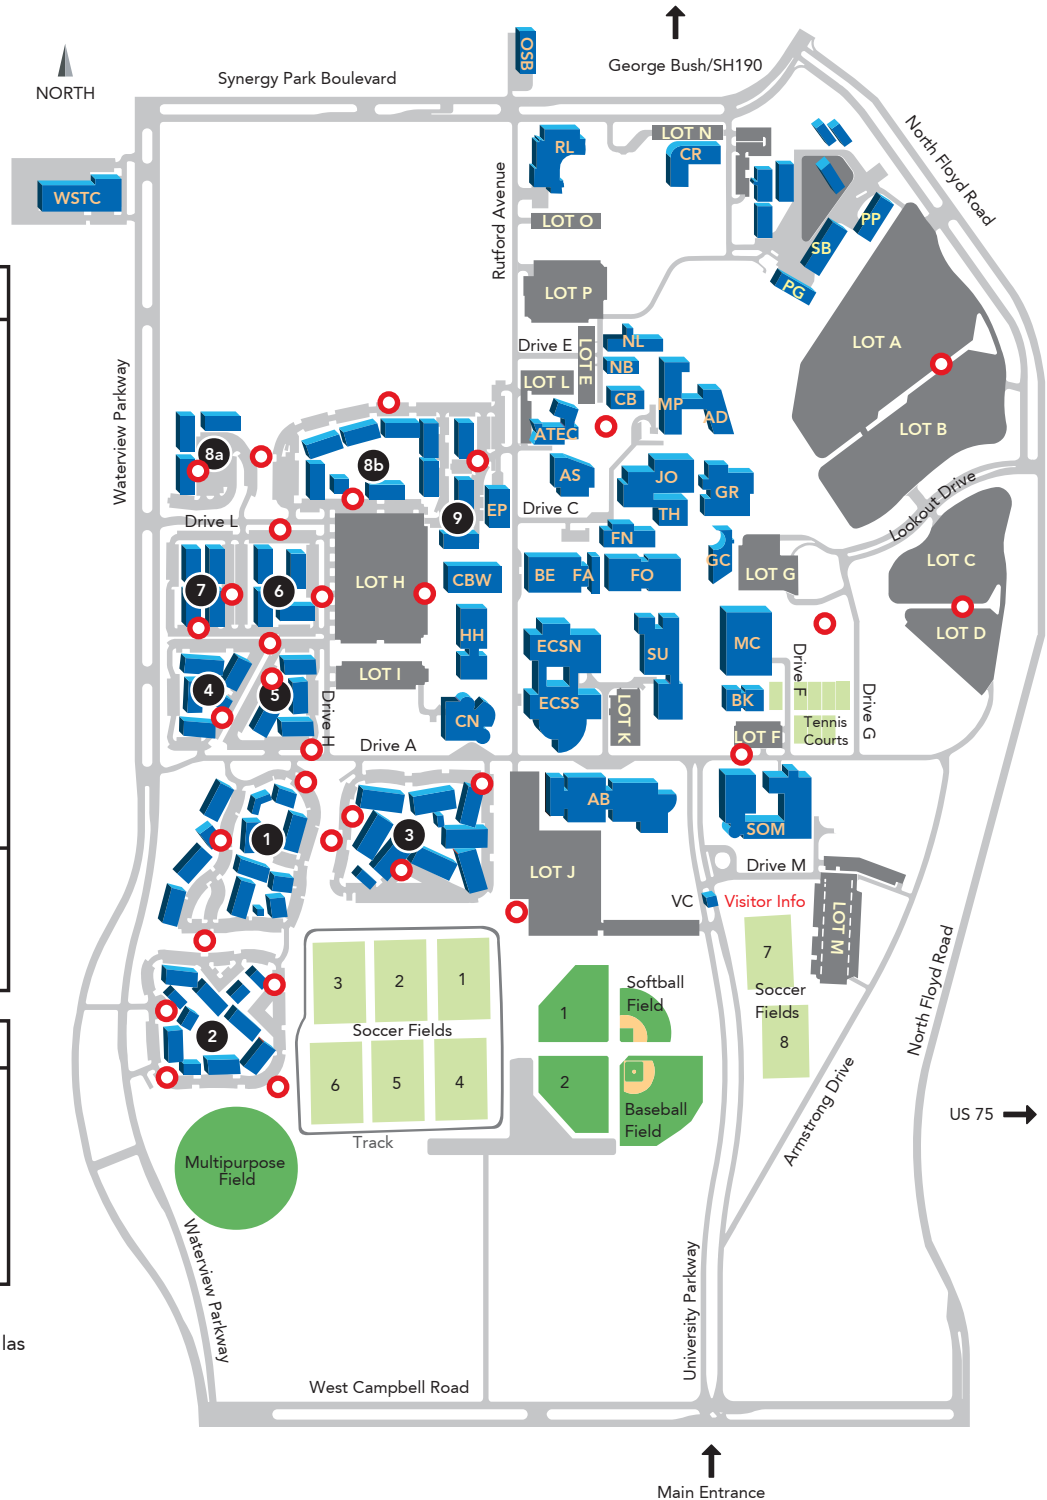 George Bush/SH190
OSB
NORTH
Synergy Park Boulevard
North Floyd Road
LOT N
RL
CR
WSTC
Rutford Avenue
LOT O
PP
SB
PG
LOT P
LOT A
Drive E
LOT E
NL
NB
LOT L
CB
MP
AD
ATEC
LOT B
Waterview Parkway
8a
8b
AS
JO
GR
9
EP
Drive C
TH
Lookout Drive
Drive L
FN
GC
LOT C
LOT H
CBW
BE
FA
FO
LOT G
7
6
HH
ECSN
SU
MC
LOT D
LOT I
Drive F
4
5
Drive H
ECSS
LOT K
BK
Drive G
CN
Tennis
Courts
LOT F
Drive A
AB
SOM
1
3
LOT J
Drive M
VC
Visitor Info
LOT M
7
Soccer
Fields
8
3
2
1
Soccer Fields
6
5
4
Track
Softball
Field
1
2
Baseball
Field
2
North Floyd Road
Armstrong Drive
US 75
Multipurpose
Field
Waterview Parkway
University Parkway
las
West Campbell Road
Main Entrance